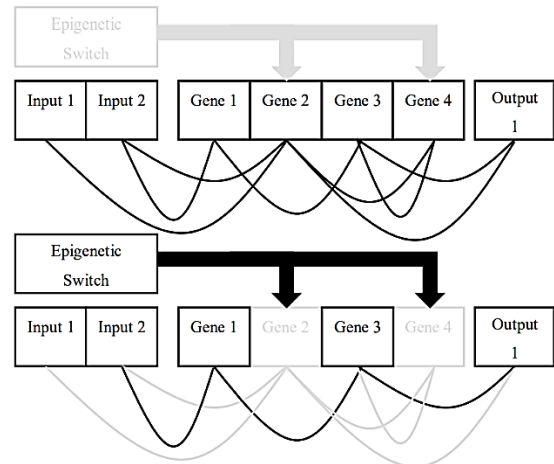 Epigenetic
Switch
Input 1 Input 2 Gene 1 Gene 2 Gene 3 Gene 4 Output
1
Epigenetic
Switch
Input 1 Input 2 Gene 1 Gene 2 Gene 3 Gene 4 Output
1